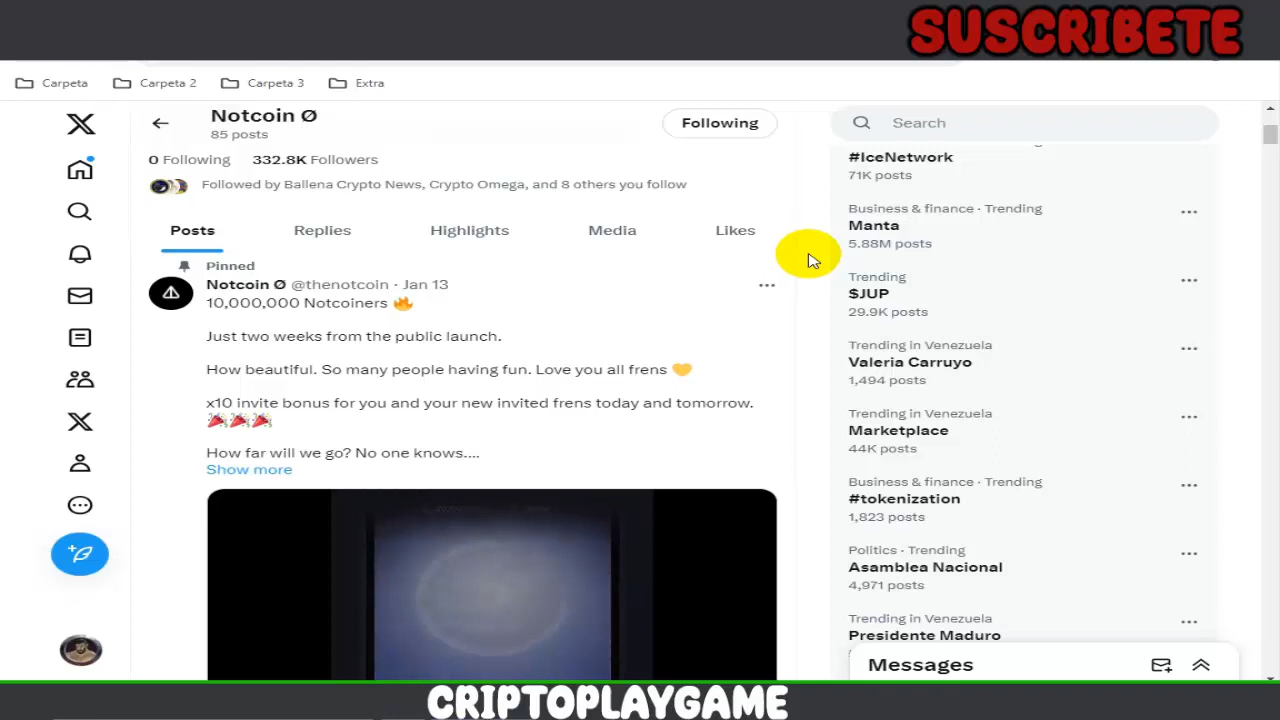 SUSCRIBETE
Carpeta Carpeta 2 Carpeta 3 Extra
Notcoin Ø
85 posts
Following
0 Following 332.8K Followers
Followed by Ballena Crypto News, Crypto Omega, and 8 others you follow
Posts Replies Highlights Media Likes
Pinned
Notcoin Ø @thenotcoin · Jan 13
10,000,000 Notcoiners 🔥
Just two weeks from the public launch.
How beautiful. So many people having fun. Love you all frens 💛
x10 invite bonus for you and your new invited frens today and tomorrow.
🎉🎉🎉
How far will we go? No one knows....
Show more
Search
#IceNetwork
71K posts
Business & finance · Trending
Manta
5.88M posts
Trending
$JUP
29.9K posts
Trending in Venezuela
Valeria Carruyo
1,494 posts
Trending in Venezuela
Marketplace
44K posts
Business & finance · Trending
#tokenization
1,823 posts
Politics · Trending
Asamblea Nacional
4,971 posts
Trending in Venezuela
Presidente Maduro
Messages
CRIPTOPLAYGAME